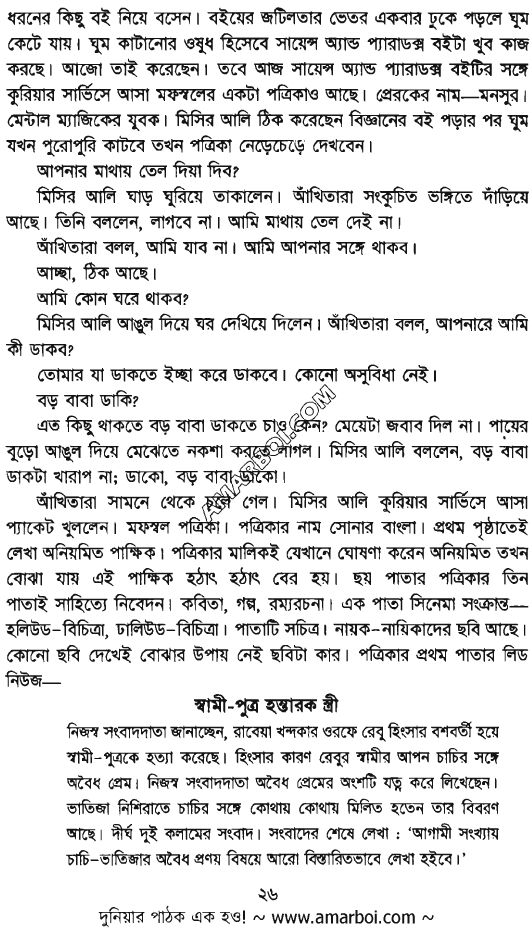 ধরনের কিছু বই নিয়ে বসেন। বইয়ের জটিলতার ভেতর একবার ঢুকে পড়লে ঘুম
কেটে যায়। ঘুম কাটানোর ওষুধ হিসেবে সায়েন্স অ্যান্ড প্যারাডক্স বইটা খুব কাজ
করছে। আজো তাই করেছেন। তবে আজ সায়েন্স অ্যান্ড প্যারাডক্স বইটির সঙ্গে
কুরিয়ার সার্ভিসে আসা মফস্বলের একটা পত্রিকাও আছে। প্রেরকের নাম—মনসুর।
মেন্টাল ম্যাজিকের যুবক। মিসির আলি ঠিক করেছেন বিজ্ঞানের বই পড়ার পর ঘুম
যখন পুরোপুরি কাটবে তখন পত্রিকা নেড়েচেড়ে দেখবেন।
আপনার মাথায় তেল দিয়া দিব?
মিসির আলি ঘাড় ঘুরিয়ে তাকালেন। আঁখিতারা সংকুচিত ভঙ্গিতে দাঁড়িয়ে
আছে। তিনি বললেন, লাগবে না। আমি মাথায় তেল দেই না।
আঁখিতারা বলল, আমি যাব না। আমি আপনার সঙ্গে থাকব।
আচ্ছা, ঠিক আছে।
আমি কোন ঘরে থাকব?
মিসির আলি আঙুল দিয়ে ঘর দেখিয়ে দিলেন। আঁখিতারা বলল, আপনারে আমি
কী ডাকব?
তোমার যা ডাকতে ইচ্ছা করে ডাকবে। কোনো অসুবিধা নেই।
বড় বাবা ডাকি?
এত কিছু থাকতে বড় বাবা ডাকতে চাও কেন? মেয়েটা জবাব দিল না। পায়ের
বুড়ো আঙুল দিয়ে মেঝেতে নকশা করতে লাগল। মিসির আলি বললেন, বড় বাবা
ডাকটা খারাপ না; ডাকো, বড় বাবা ডাকো।
আঁখিতারা সামনে থেকে চলে গেল। মিসির আলি কুরিয়ার সার্ভিসে আসা
প্যাকেট খুললেন। মফস্বল পত্রিকা। পত্রিকার নাম সোনার বাংলা। প্রথম পৃষ্ঠাতেই
লেখা অনিয়মিত পাক্ষিক। পত্রিকার মালিকই যেখানে ঘোষণা করেন অনিয়মিত তখন
বোঝা যায় এই পাক্ষিক হঠাৎ হঠাৎ বের হয়। ছয় পাতার পত্রিকার তিন
পাতাই সাহিত্যে নিবেদন। কবিতা, গল্প, রম্যরচনা। এক পাতা সিনেমা সংক্রান্ত—
হলিউড-বিচিত্রা, ঢালিউড-বিচিত্রা। পাতাটি সচিত্র। নায়ক-নায়িকাদের ছবি আছে।
কোনো ছবি দেখেই বোঝার উপায় নেই ছবিটা কার। পত্রিকার প্রথম পাতার লিড
নিউজ—
স্বামী-পুত্র হন্তারক স্ত্রী
নিজস্ব সংবাদদাতা জানাচ্ছেন, রাবেয়া খন্দকার ওরফে রেবু হিংসার বশবর্তী হয়ে
স্বামী-পুত্রকে হত্যা করেছে। হিংসার কারণ রেবুর স্বামীর আপন চাচির সঙ্গে
অবৈধ প্রেম। নিজস্ব সংবাদদাতা অবৈধ প্রেমের অংশটি যত্ন করে লিখেছেন।
ভাতিজা নিশিরাতে চাচির সঙ্গে কোথায় কোথায় মিলিত হতেন তার বিবরণ
আছে। দীর্ঘ দুই কলামের সংবাদ। সংবাদের শেষে লেখা : ‘আগামী সংখ্যায়
চাচি-ভাতিজার অবৈধ প্রণয় বিষয়ে আরো বিস্তারিতভাবে লেখা হইবে।’
২৬
দুনিয়ার পাঠক এক হও! ~ www.amarboi.com ~
AMARBOI.COM